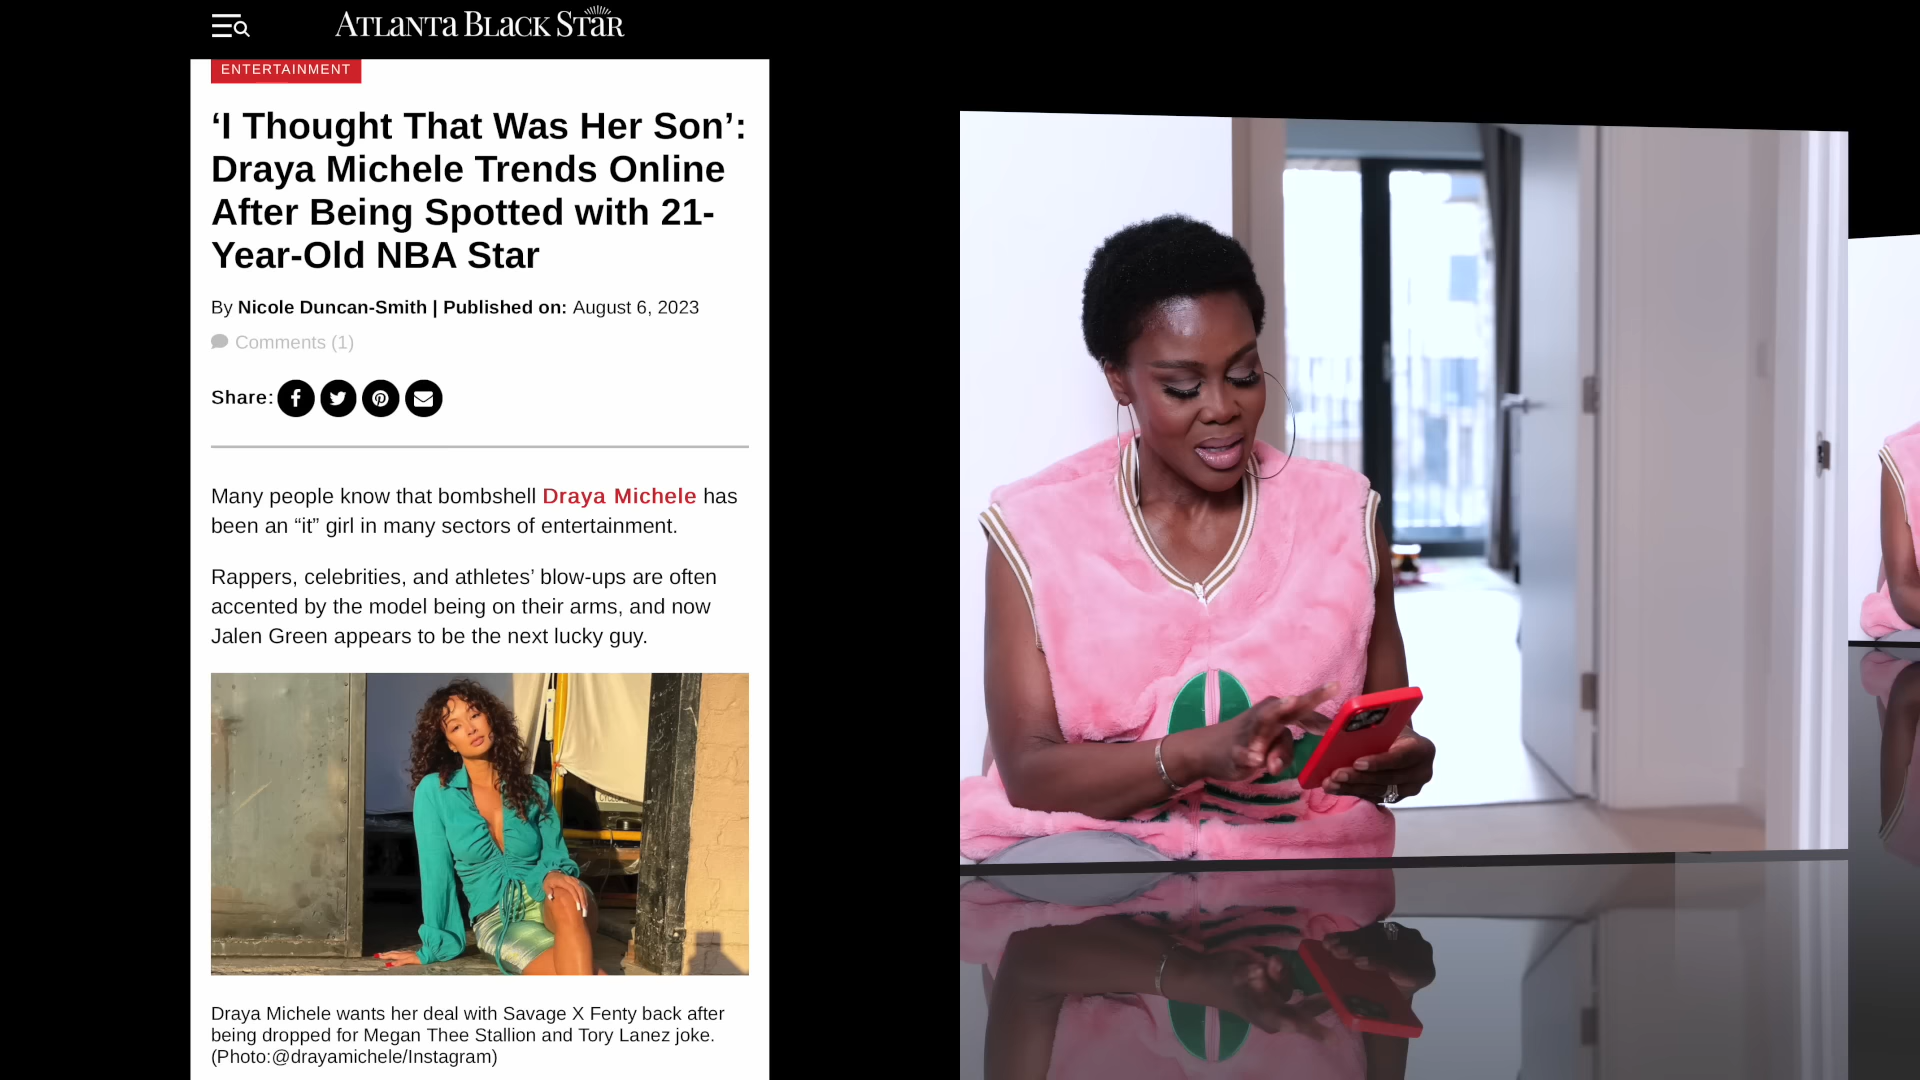 ATLANTA BLACK STAR
ENTERTAINMENT
‘I Thought That Was Her Son’:
Draya Michele Trends Online
After Being Spotted with 21-
Year-Old NBA Star
By Nicole Duncan-Smith | Published on: August 6, 2023
Comments (1)
Share:
Many people know that bombshell Draya Michele has
been an “it” girl in many sectors of entertainment.
Rappers, celebrities, and athletes’ blow-ups are often
accented by the model being on their arms, and now
Jalen Green appears to be the next lucky guy.
Draya Michele wants her deal with Savage X Fenty back after
being dropped for Megan Thee Stallion and Tory Lanez joke.
(Photo:@drayamichele/Instagram)